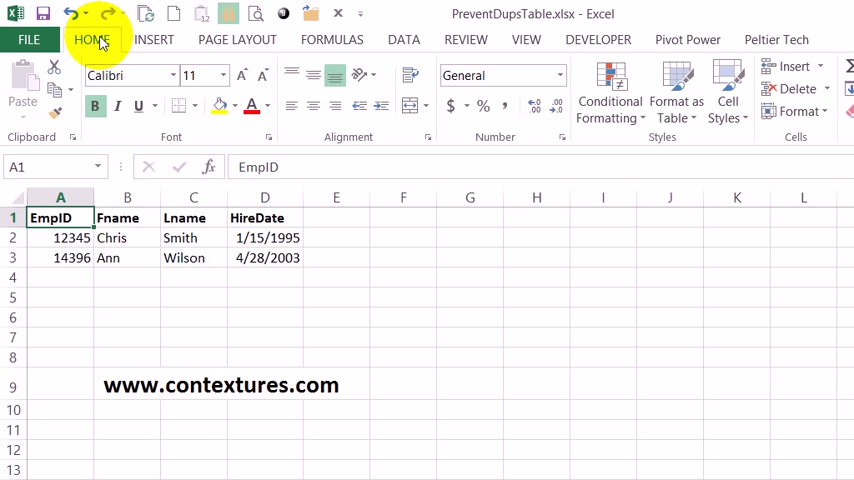 PreventDupsTable.xlsx - Excel
FILE HOME INSERT PAGE LAYOUT FORMULAS DATA REVIEW VIEW DEVELOPER Pivot Power Peltier Tech
Paste
Calibri 11
B I U A
General
$ % ,
Conditional Formatting
Format as Table
Cell Styles
Insert
Delete
Format
Clipboard Font Alignment Number Styles Cells
A1 fx EmpID
A B C D E F G H I J K L
1 EmpID Fname Lname HireDate
2 12345 Chris Smith 1/15/1995
3 14396 Ann Wilson 4/28/2003
4
5
6
7
8
9 www.contextures.com
10
11
12
13